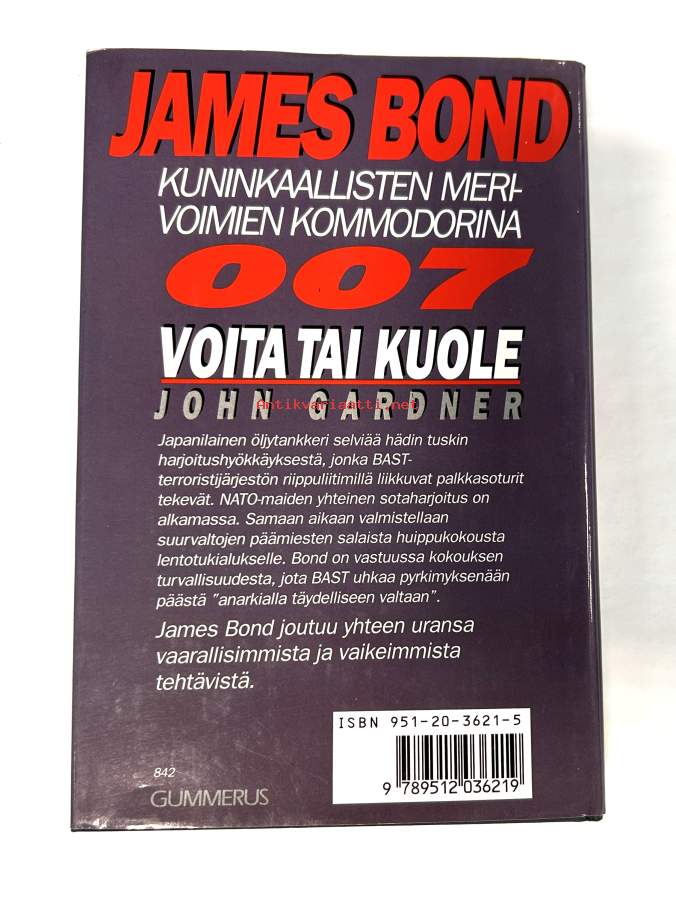 JAMES BOND
KUNINKAALLISTEN MERI-
VOIMIEN KOMMODORINA
007
VOITA TAI KUOLE
JOHN GARDNER
Antikvariaatti.net
Japanilainen öljytankkeri selviää hädin tuskin
harjoitushyökkäyksestä, jonka BAST-
terroristijärjestön riippuliitimillä liikkuvat palkkasoturit
tekevät. NATO-maiden yhteinen sotaharjoitus on
alkamassa. Samaan aikaan valmistellaan
suurvaltojen päämiesten salaista huippukokousta
lentotukialukselle. Bond on vastuussa kokouksen
turvallisuudesta, jota BAST uhkaa pyrkimyksenään
päästä "anarkialla täydelliseen valtaan".
James Bond joutuu yhteen uransa
vaarallisimmista ja vaikeimmista
tehtävistä.
ISBN 951-20-3621-5
9 789512 036219
842
GUMMERUS